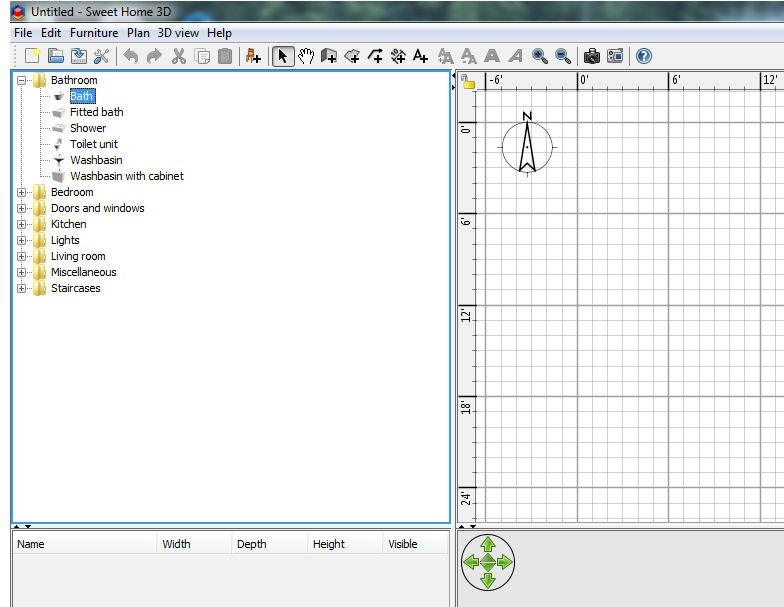 Untitled - Sweet Home 3D
File Edit Furniture Plan 3D view Help
Bathroom
Bath
Fitted bath
Shower
Toilet unit
Washbasin
Washbasin with cabinet
Bedroom
Doors and windows
Kitchen
Lights
Living room
Miscellaneous
Staircases
-6' 0' 6' 12'
N
0'
6'
12'
18'
24'
Name Width Depth Height Visible